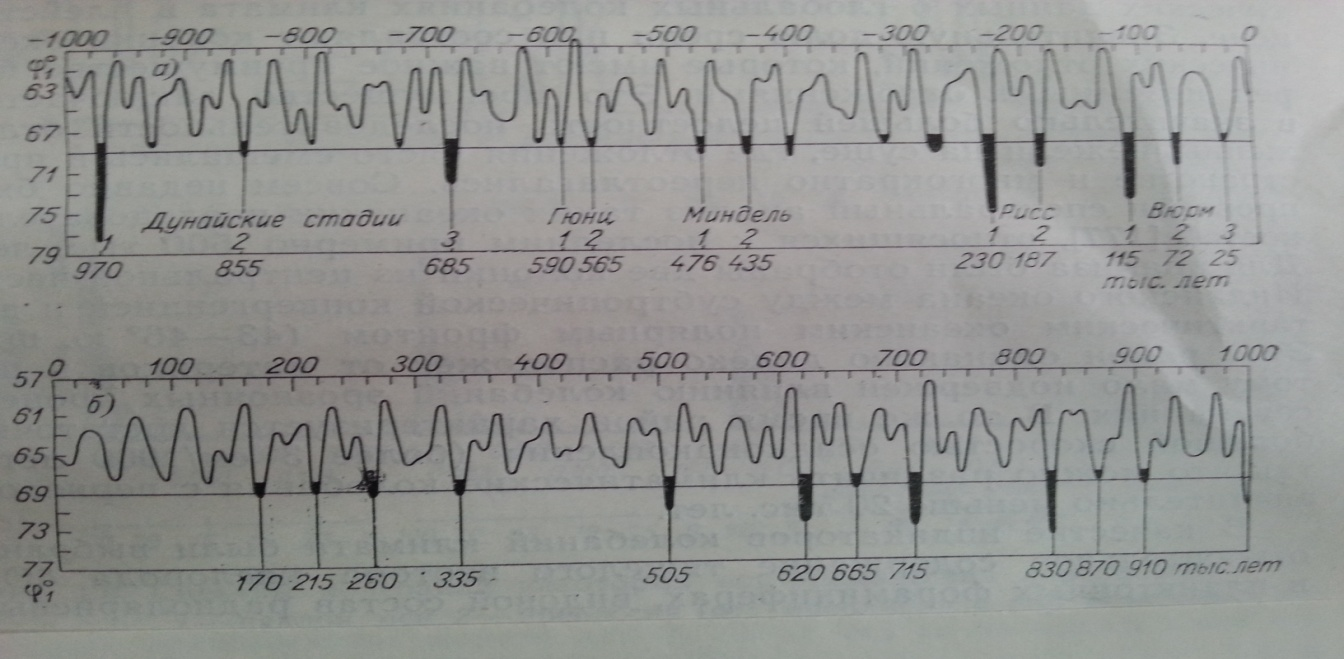 -1000 -900 -800 -700 -600 -500 -400 -300 -200 -100 0
φ°₁
а)
63
67
71
75
Дунайские стадии Гюнц Миндель Рисс Вюрм
1 2 3 1 2 1 2 1 2 1 2 3
79
970 855 685 590 565 476 435 230 187 115 72 25
тыс. лет
0 100 200 300 400 500 600 700 800 900 1000
57
б)
61
65
69
73
77
φ°₁
170 215 260 335 505 620 665 715 830 870 910 тыс.лет